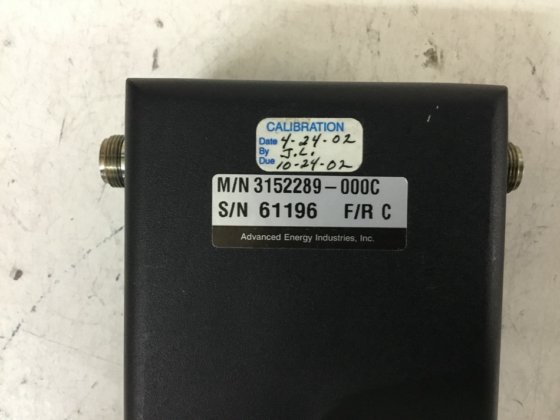 CALIBRATION
Date 4-24-02
By J.L.
Due 10-24-02
M/N 3152289-000C
S/N 61196 F/R C
Advanced Energy Industries, Inc.